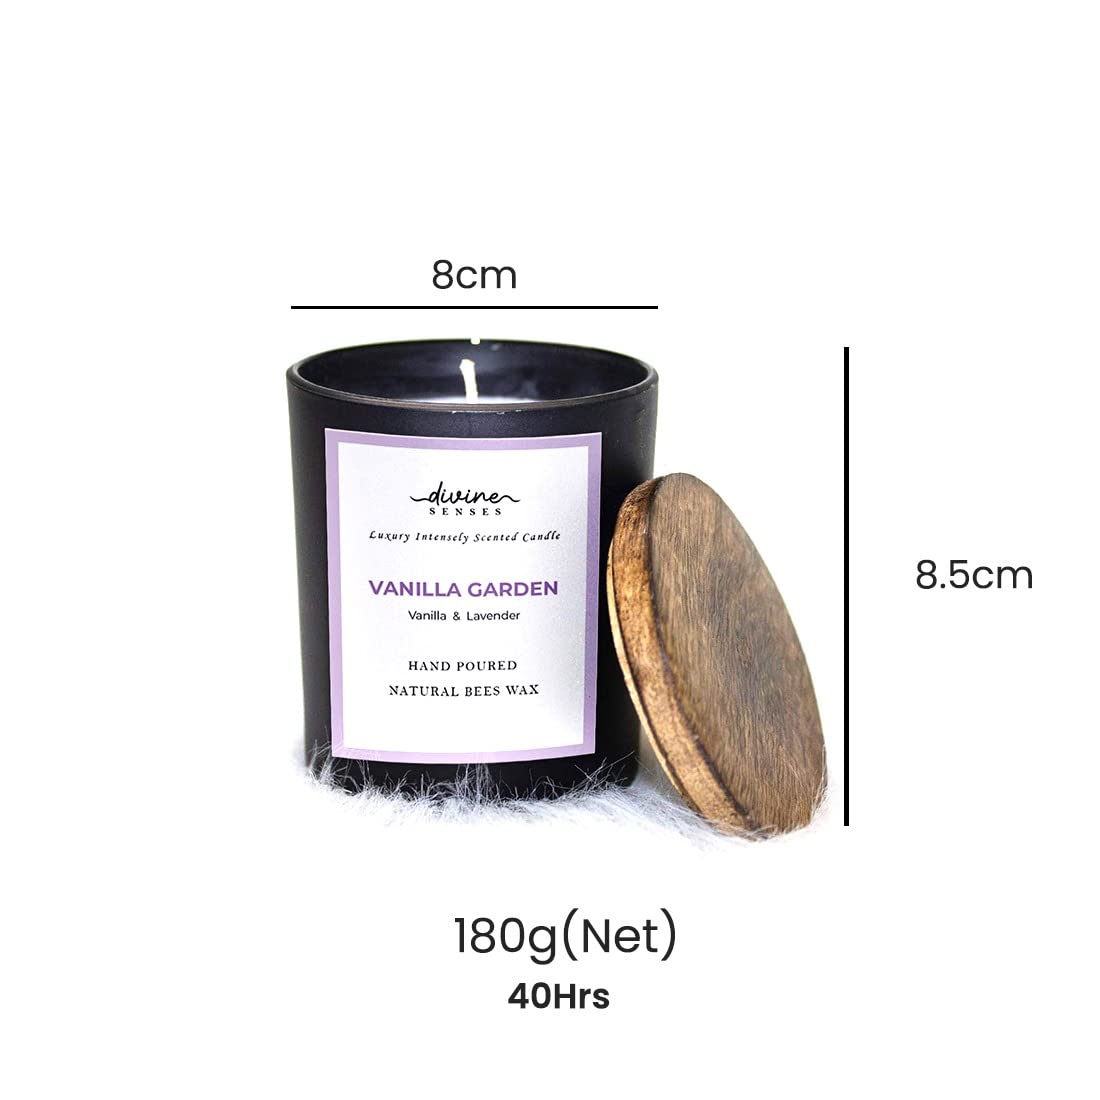 8cm
divine
SENSES
Luxury Intensely Scented Candle
VANILLA GARDEN
Vanilla & Lavender
HAND POURED
NATURAL BEES WAX
8.5cm
180g(Net)
40Hrs